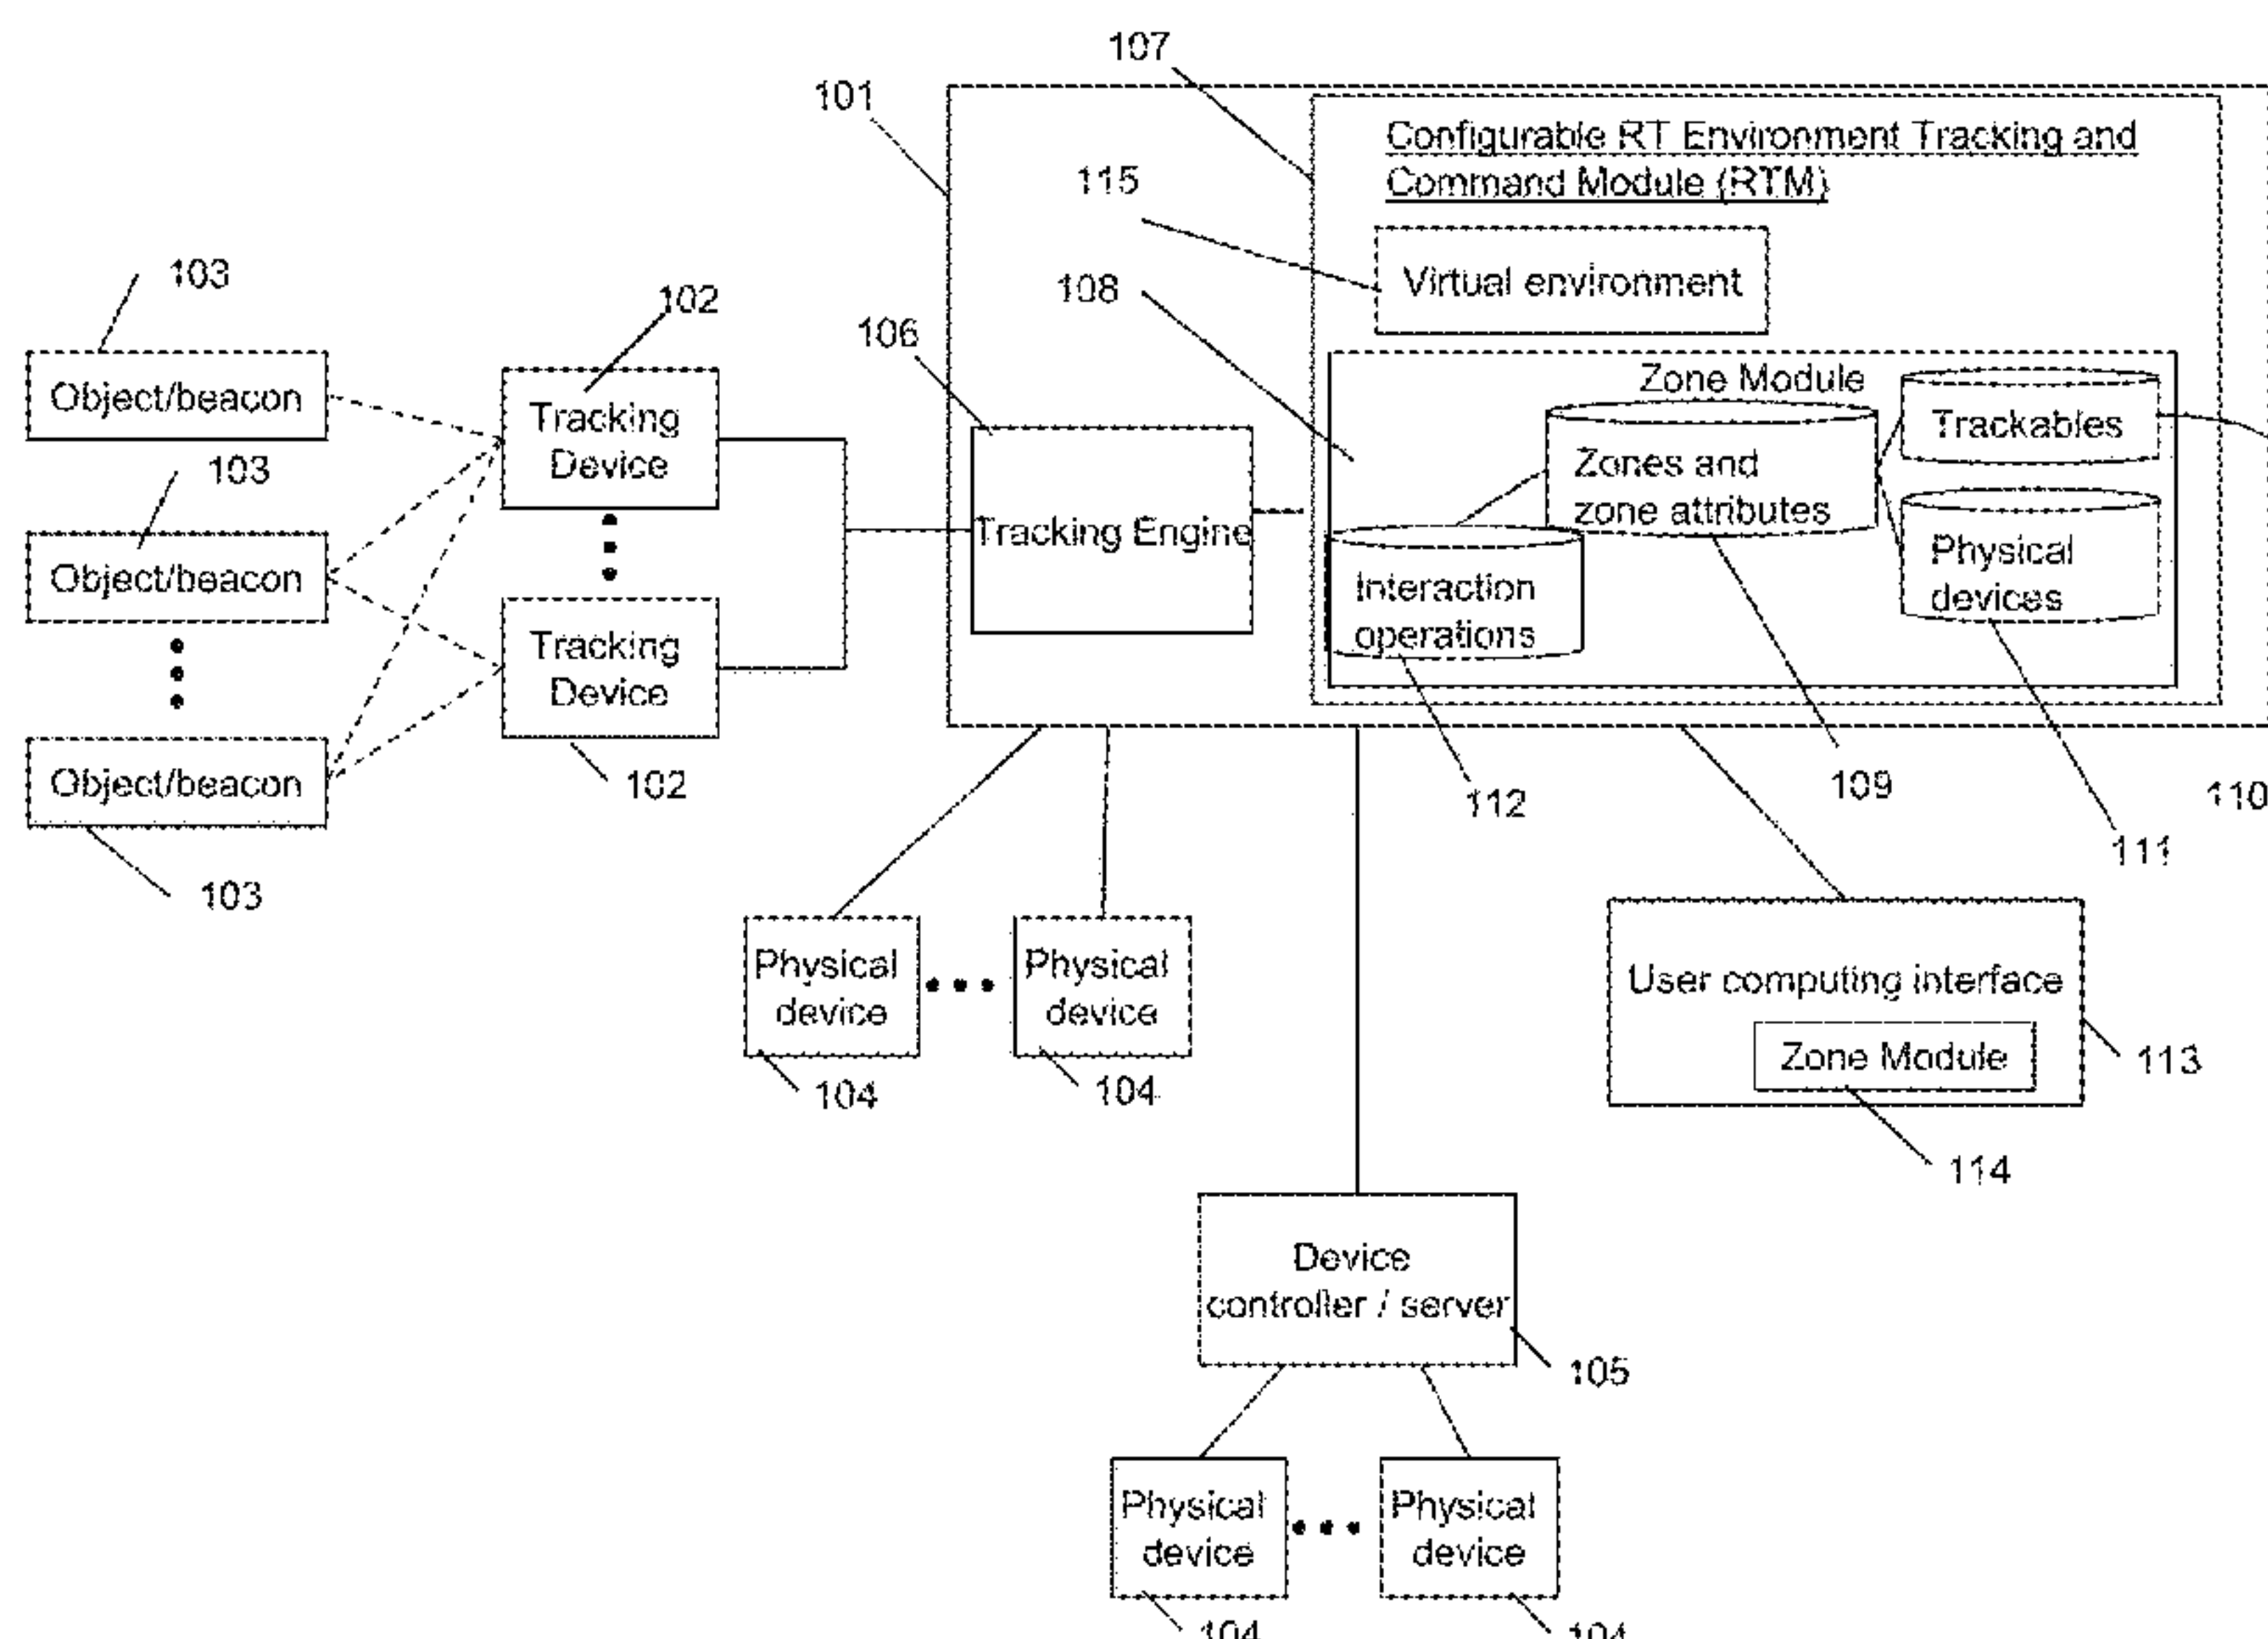 107
101
Configurable RT Environment Tracking and
Command Module (RTM)
115
103
102
108
Virtual environment
106
Object/beacon
Tracking
Device
Zone Module
Trackables
103
Zones and
zone attributes
Tracking Engine
Physical
devices
Object/beacon
Interaction
operations
Tracking
Device
Object/beacon
102
112
109
110
111
103
Physical
device
Physical
device
User computing interface
Zone Module
113
104
104
114
Device
controller / server
105
Physical
device
Physical
device
104
104